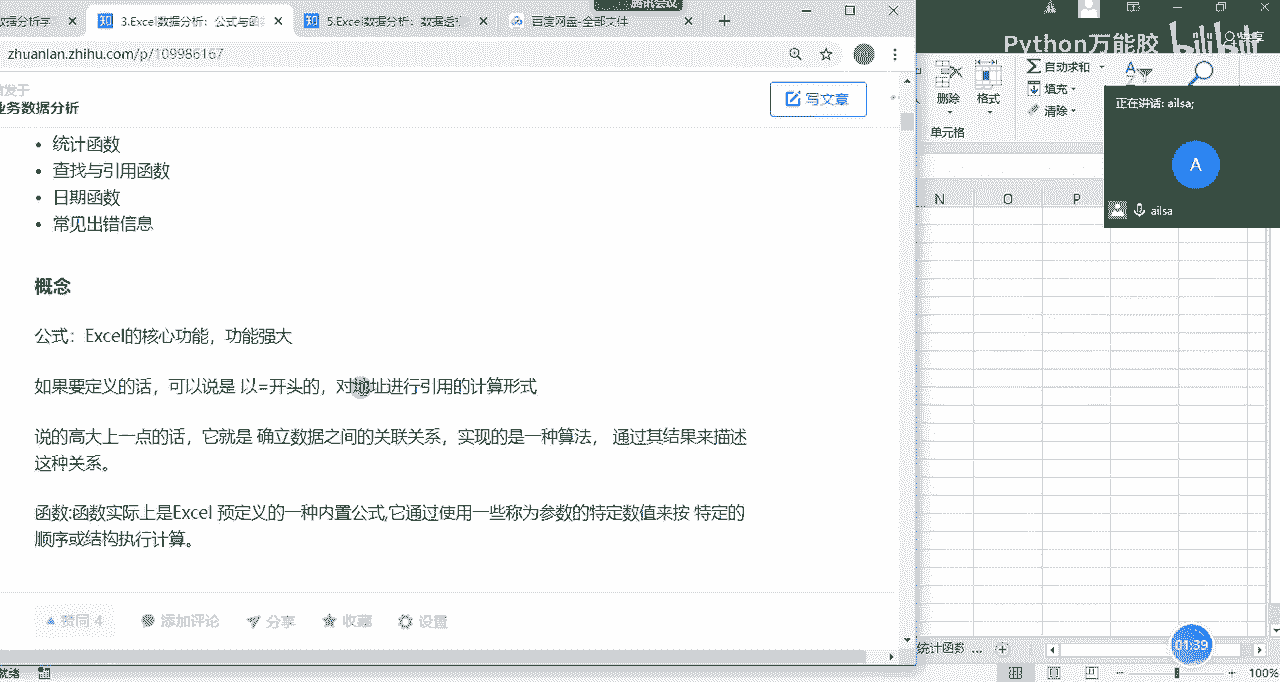 腾讯会议
数据分析学
3.Excel数据分析：公式与函
5.Excel数据分析：数据透
百度网盘-全部文件
zhuanlan.zhihu.com/p/109986167
Python万能胶 bilibili
首发于
业务数据分析
写文章
统计函数
查找与引用函数
日期函数
常见出错信息
概念
公式：Excel的核心功能，功能强大
如果要定义的话，可以说是 以=开头的，对地址进行引用的计算形式
说的高大上一点的话，它就是 确立数据之间的关联关系，实现的是一种算法， 通过其结果来描述
这种关系。
函数:函数实际上是Excel 预定义的一种内置公式,它通过使用一些称为参数的特定数值来按 特定的
顺序或结构执行计算。
赞同 4
添加评论
分享
收藏
设置
就绪
删除
格式
单元格
自动求和
填充
清除
共享
正在讲话: ailsa;
A
ailsa
N
O
P
统计函数
...
01:39
100%